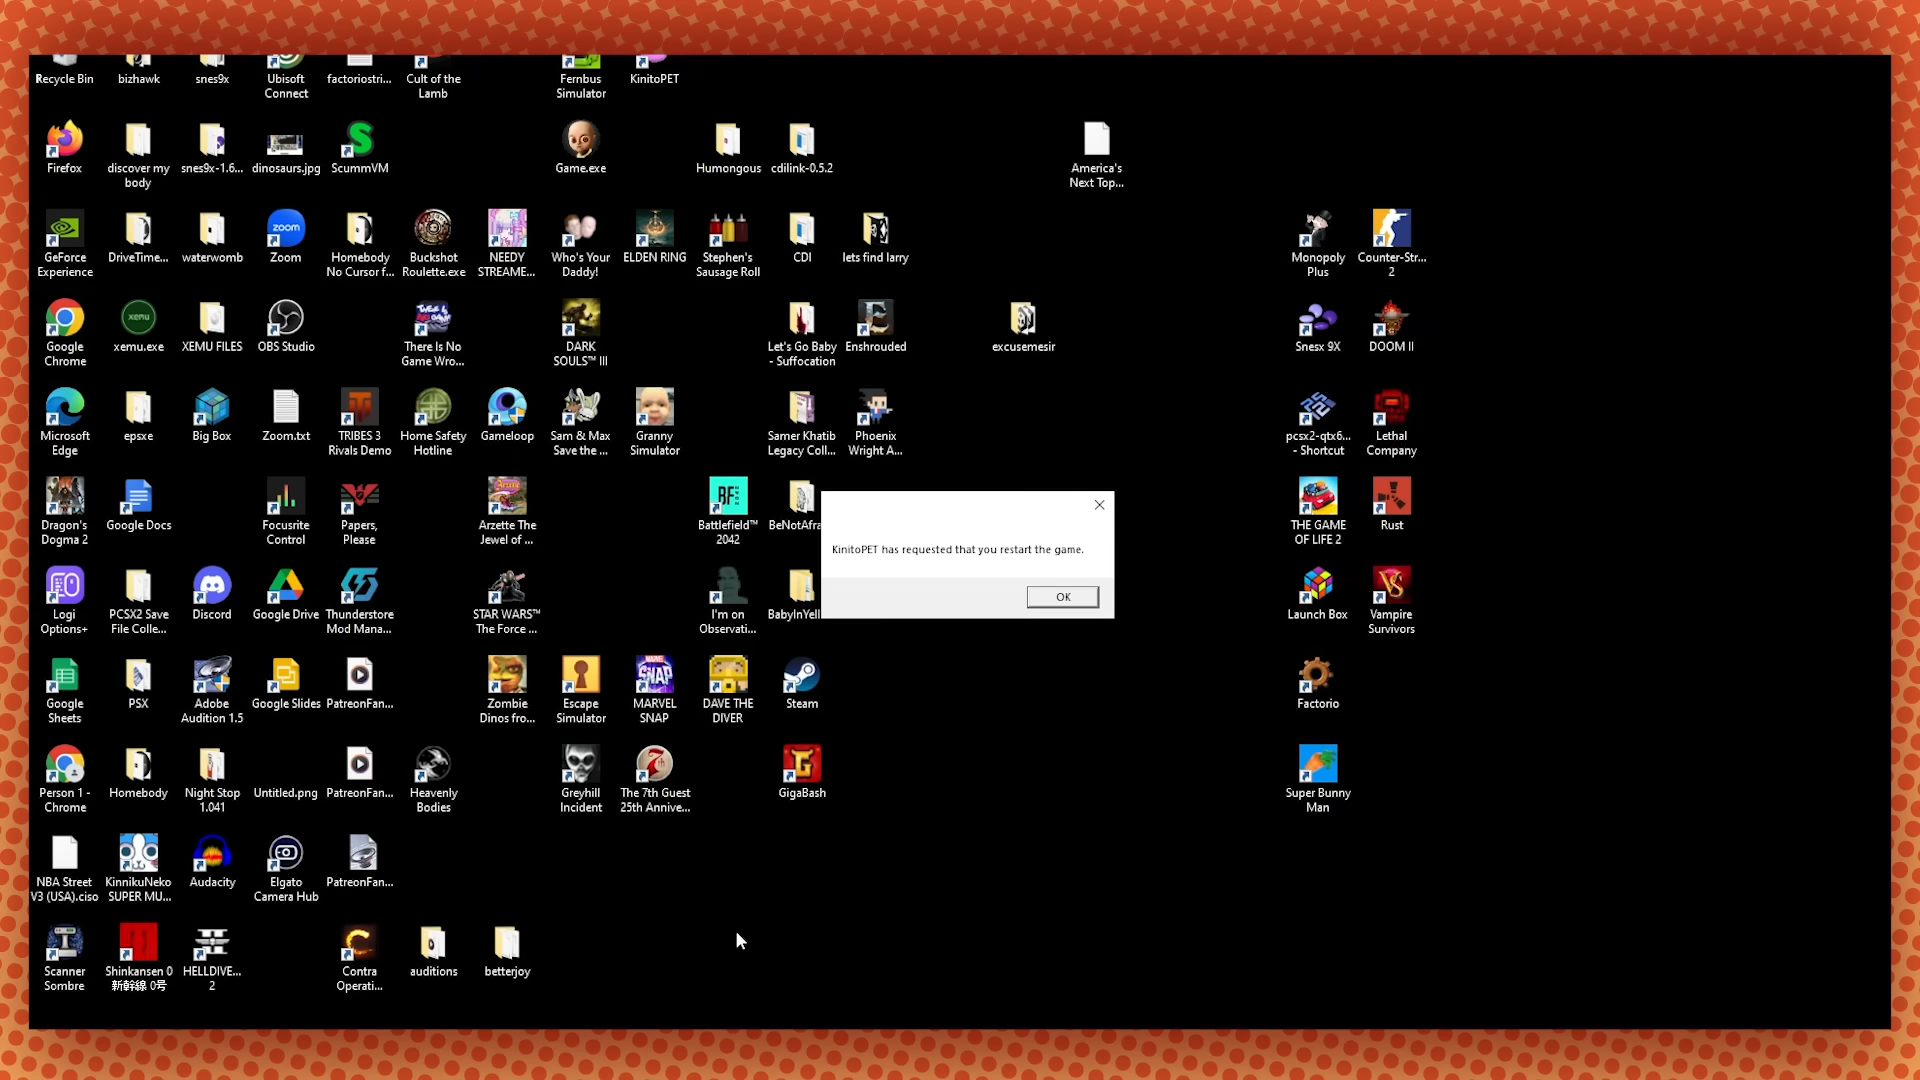 Recycle Bin
bizhawk
snes9x
Ubisoft
Connect
factoriostri...
Cult of the
Lamb
Fernbus
Simulator
KinitoPET
Firefox
discover my
body
snes9x-1.6...
dinosaurs.jpg
ScummVM
Game.exe
Humongous
cdilink-0.5.2
America's
Next Top...
GeForce
Experience
DriveTime...
waterwomb
zoom
Zoom
Homebody
No Cursor f...
Buckshot
Roulette.exe
NEEDY
STREAME...
Who's Your
Daddy!
ELDEN RING
Stephen's
Sausage Roll
CDI
lets find larry
Monopoly
Plus
Counter-Str...
2
Google
Chrome
xemu
xemu.exe
XEMU FILES
OBS Studio
There Is No
Game Wro...
DARK
SOULS™ III
Let's Go Baby
- Suffocation
Enshrouded
excusemesir
Snesx 9X
DOOM II
Microsoft
Edge
epsxe
Big Box
Zoom.txt
TRIBES 3
Rivals Demo
Home Safety
Hotline
Gameloop
Sam & Max
Save the ...
Granny
Simulator
Samer Khatib
Legacy Coll...
Phoenix
Wright A...
pcsx2-qtx6...
- Shortcut
Lethal
Company
Dragon's
Dogma 2
Google Docs
Focusrite
Control
Papers,
Please
Arzette The
Jewel of ...
BF
Battlefield™
2042
BeNotAfra
THE GAME
OF LIFE 2
Rust
KinitoPET has requested that you restart the game.
OK
Logi
Options+
PCSX2 Save
File Colle...
Discord
Google Drive
Thunderstore
Mod Mana...
STAR WARS™
The Force ...
I'm on
Observati...
BabyInYell
Launch Box
VS
Vampire
Survivors
Google
Sheets
PSX
Adobe
Audition 1.5
Google Slides
PatreonFan...
Zombie
Dinos fro...
Escape
Simulator
SNAP
MARVEL
SNAP
DAVE THE
DIVER
Steam
Factorio
Person 1 -
Chrome
Homebody
Night Stop
1.041
Untitled.png
PatreonFan...
Heavenly
Bodies
Greyhill
Incident
The 7th Guest
25th Annive...
GigaBash
Super Bunny
Man
NBA Street
V3 (USA).ciso
KinnikuNeko
SUPER MU...
Audacity
Elgato
Camera Hub
PatreonFan...
Scanner
Sombre
Shinkansen 0
新幹線 0号
HELLDIVE...
2
Contra
Operati...
auditions
betterjoy